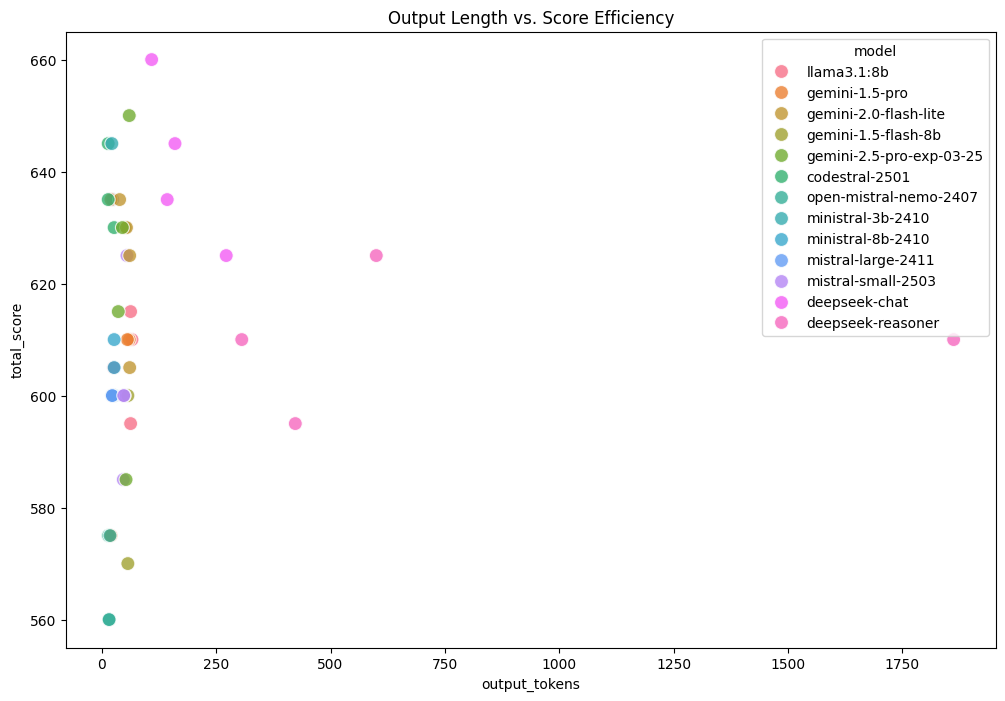 Output Length vs. Score Efficiency
total_score
660
640
620
600
580
560
0
250
500
750
1000
1250
1500
1750
output_tokens
model
llama3.1:8b
gemini-1.5-pro
gemini-2.0-flash-lite
gemini-1.5-flash-8b
gemini-2.5-pro-exp-03-25
codestral-2501
open-mistral-nemo-2407
ministral-3b-2410
ministral-8b-2410
mistral-large-2411
mistral-small-2503
deepseek-chat
deepseek-reasoner